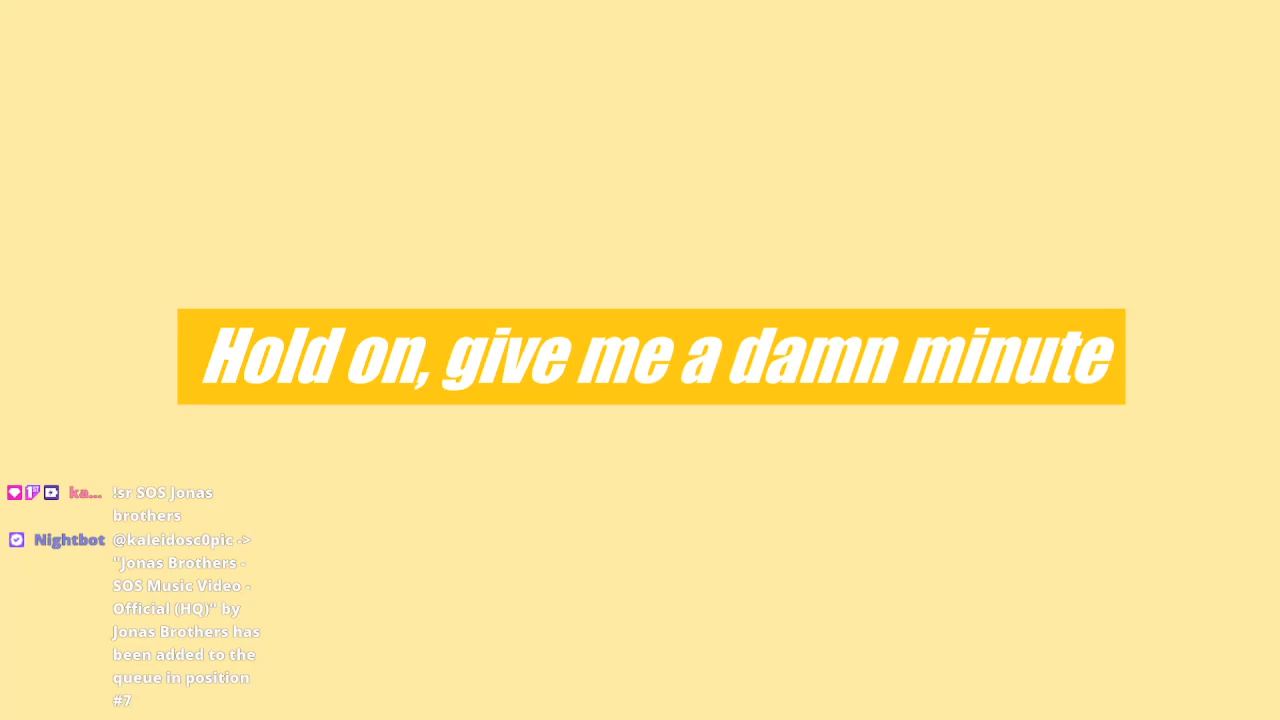 Hold on, give me a damn minute
ka... !sr SOS Jonas
brothers
Nightbot @kaleidosc0pic ->
"Jonas Brothers -
SOS Music Video -
Official (HQ)" by
Jonas Brothers has
been added to the
queue in position
#7